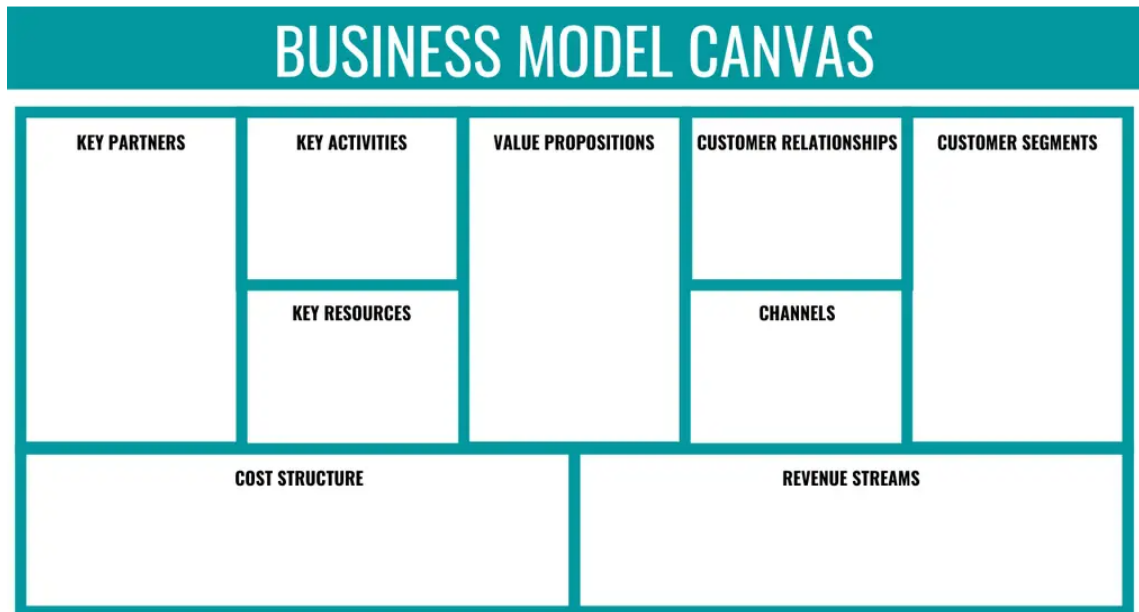 BUSINESS MODEL CANVAS
KEY PARTNERS
KEY ACTIVITIES
VALUE PROPOSITIONS
CUSTOMER RELATIONSHIPS
CUSTOMER SEGMENTS
KEY RESOURCES
CHANNELS
COST STRUCTURE
REVENUE STREAMS